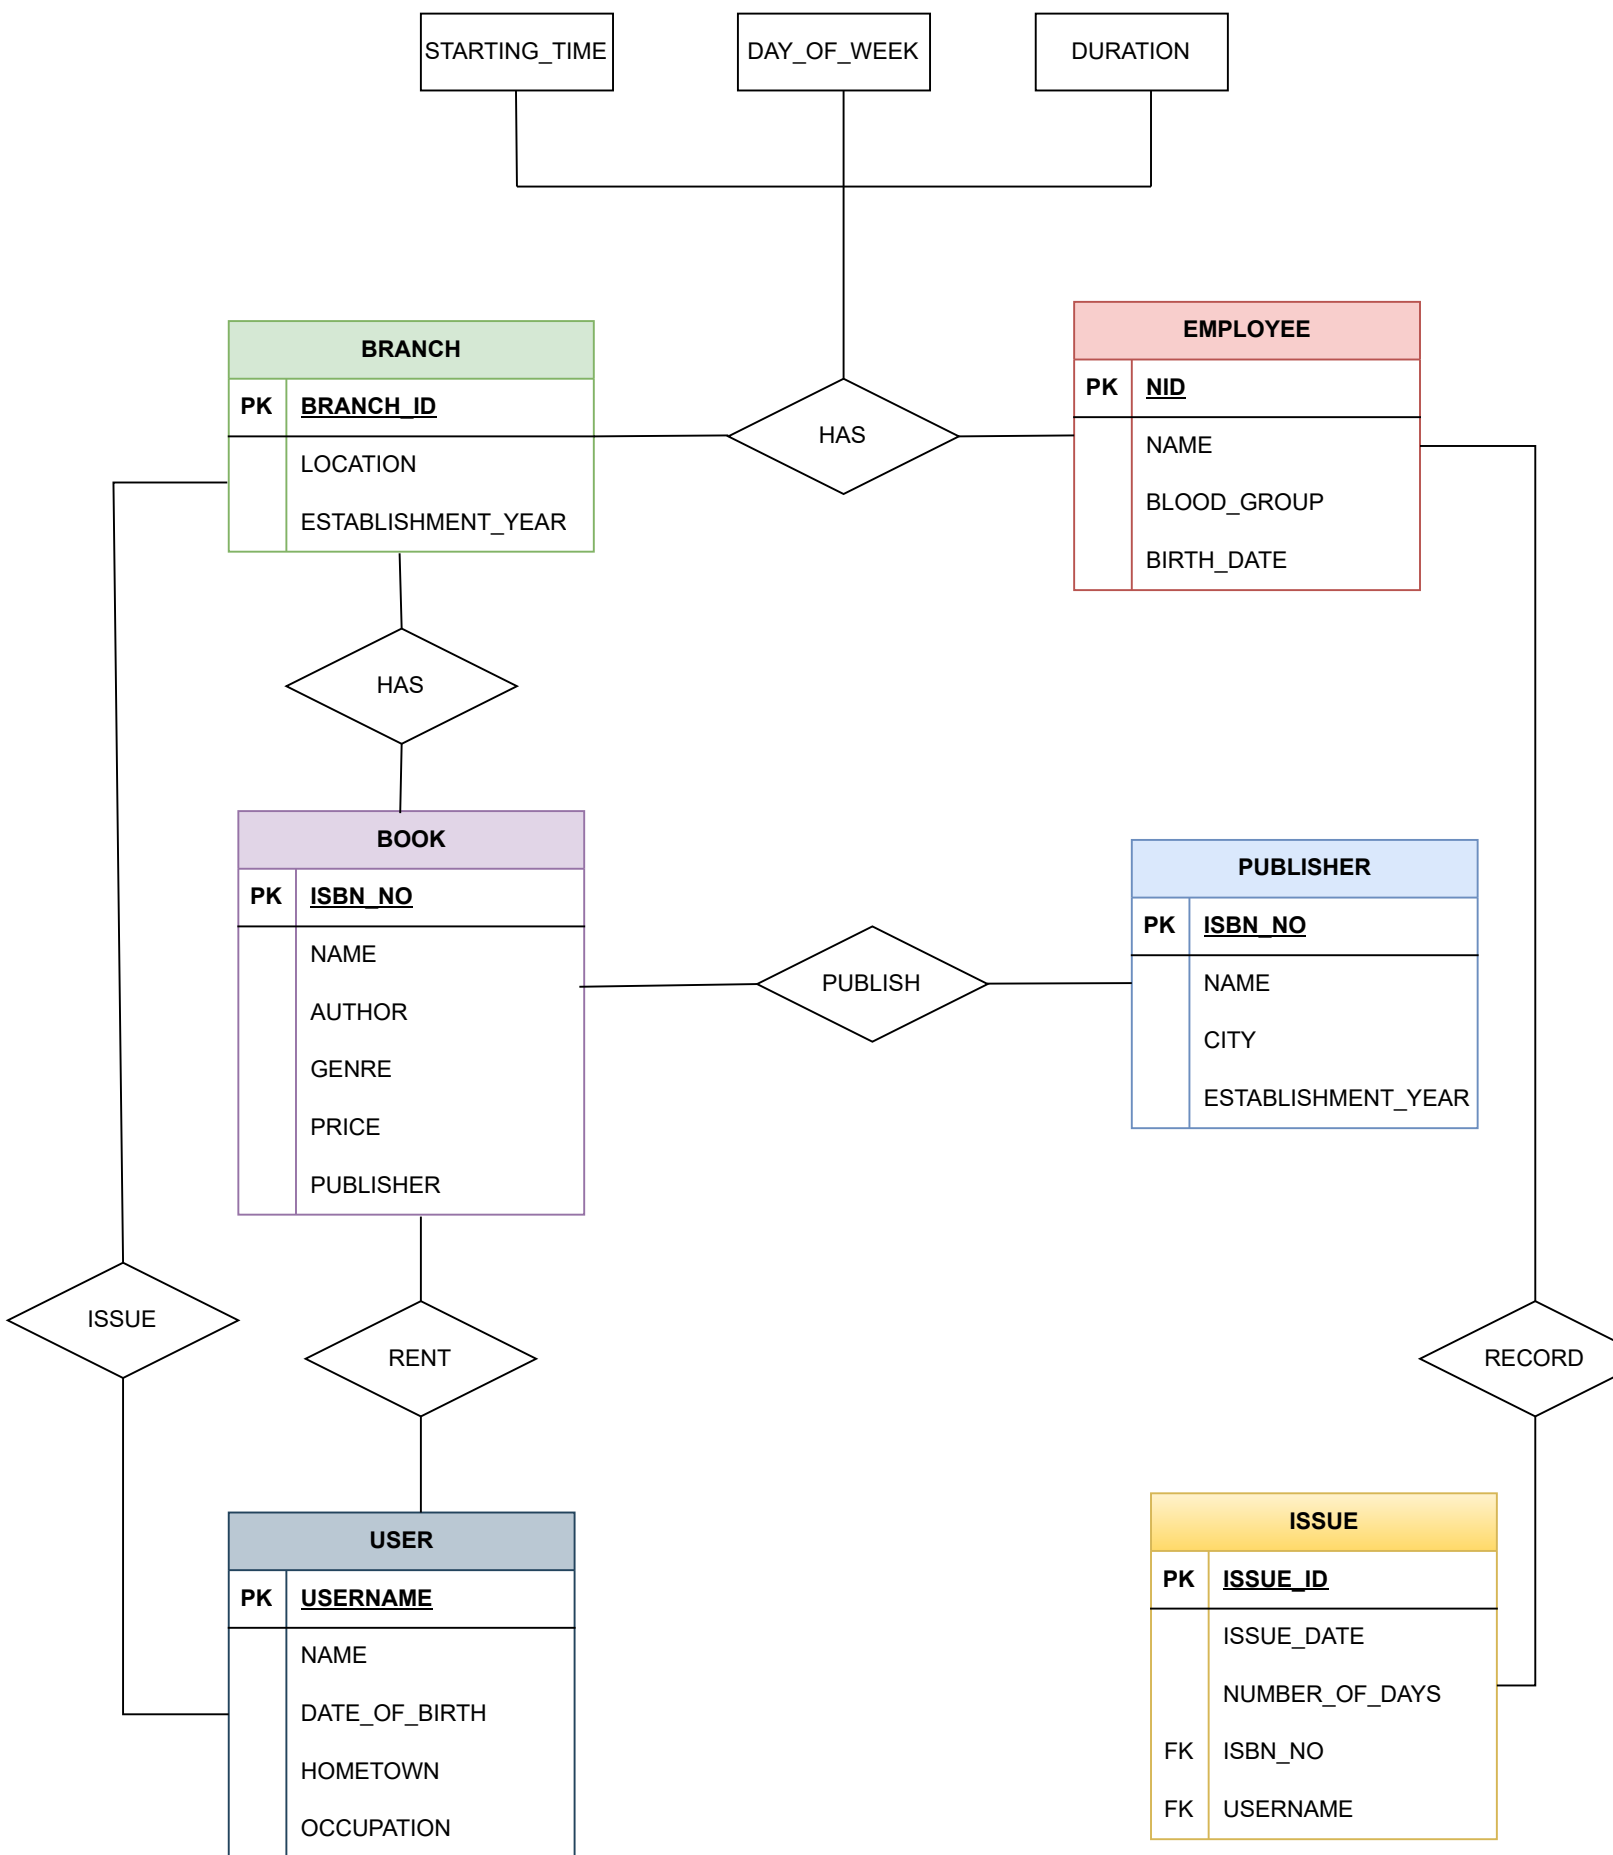 STARTING_TIME
DAY_OF_WEEK
DURATION
BRANCH
PK BRANCH_ID
LOCATION
ESTABLISHMENT_YEAR
HAS
EMPLOYEE
PK NID
NAME
BLOOD_GROUP
BIRTH_DATE
HAS
BOOK
PK ISBN_NO
NAME
AUTHOR
GENRE
PRICE
PUBLISHER
PUBLISH
PUBLISHER
PK ISBN_NO
NAME
CITY
ESTABLISHMENT_YEAR
ISSUE
RENT
RECORD
USER
PK USERNAME
NAME
DATE_OF_BIRTH
HOMETOWN
OCCUPATION
ISSUE
PK ISSUE_ID
ISSUE_DATE
NUMBER_OF_DAYS
FK ISBN_NO
FK USERNAME